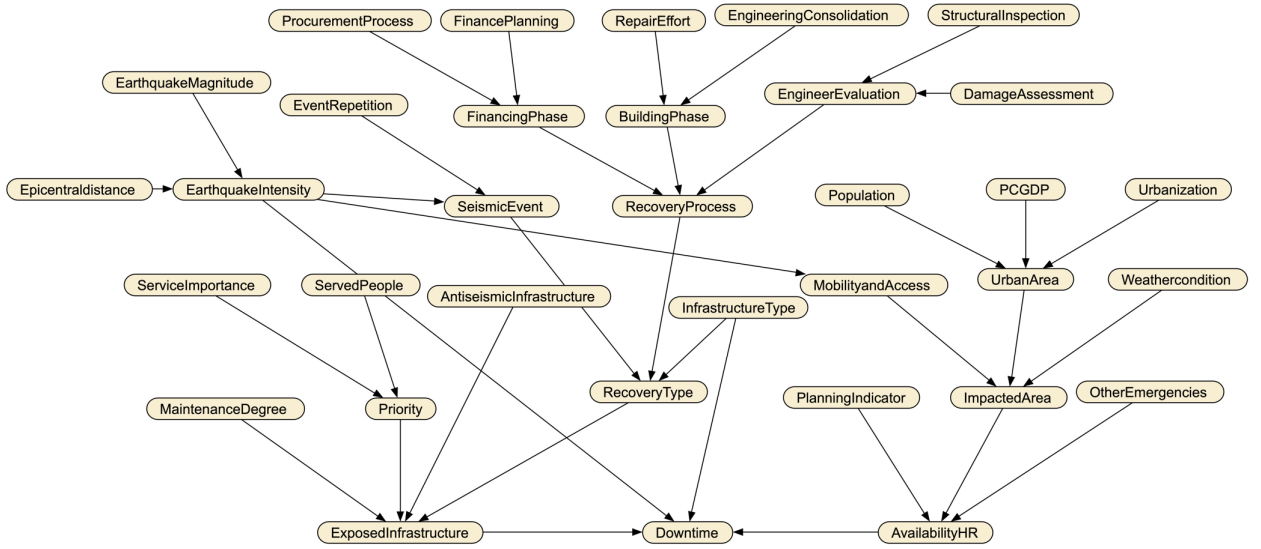 ProcurementProcess
FinancePlanning
RepairEffort
EngineeringConsolidation
StructuralInspection
EarthquakeMagnitude
EventRepetition
FinancingPhase
BuildingPhase
EngineerEvaluation
DamageAssessment
Epicentraldistance
EarthquakeIntensity
SeismicEvent
RecoveryProcess
Population
PCGDP
Urbanization
ServiceImportance
ServedPeople
AntiseismicInfrastructure
InfrastructureType
MobilityandAccess
UrbanArea
Weathercondition
MaintenanceDegree
Priority
RecoveryType
PlanningIndicator
ImpactedArea
OtherEmergencies
ExposedInfrastructure
Downtime
AvailabilityHR